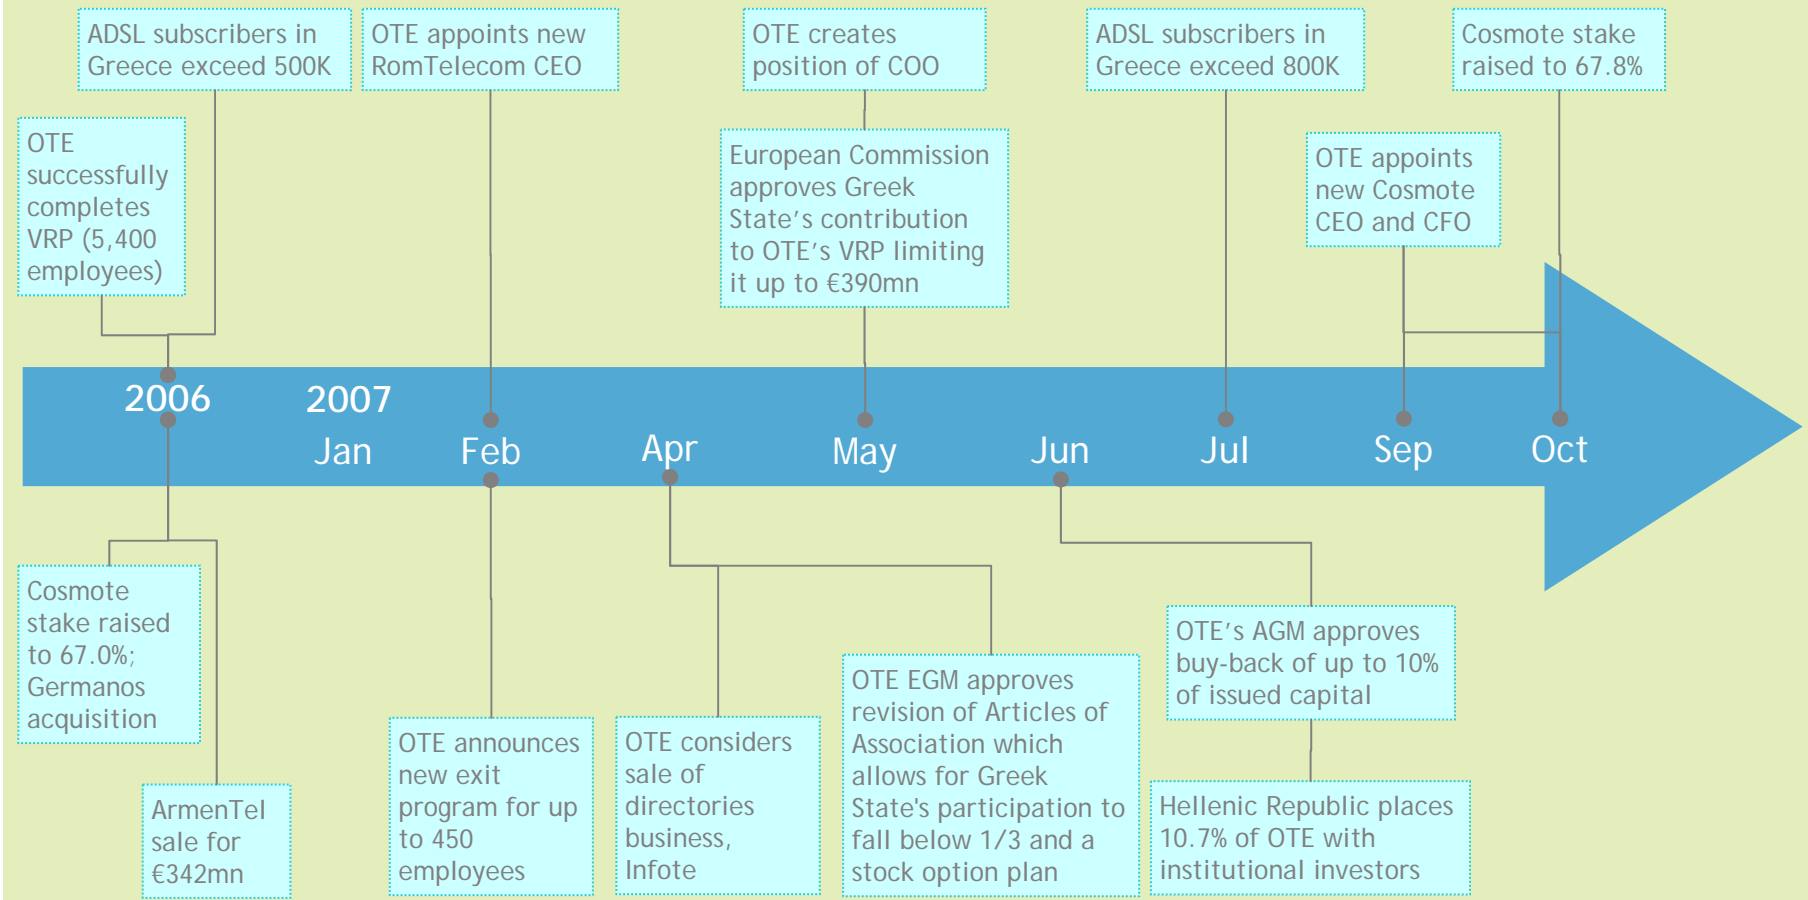 ADSL subscribers in
Greece exceed 500K
OTE appoints new
RomTelecom CEO
OTE creates
position of COO
ADSL subscribers in
Greece exceed 800K
Cosmote stake
raised to 67.8%
OTE
successfully
completes
VRP (5,400
employees)
European Commission
approves Greek
State’s contribution
to OTE’s VRP limiting
it up to €390mn
OTE appoints
new Cosmote
CEO and CFO
2006
2007
Jan
Feb
Apr
May
Jun
Jul
Sep
Oct
Cosmote
stake raised
to 67.0%;
Germanos
acquisition
ArmenTel
sale for
€342mn
OTE announces
new exit
program for up
to 450
employees
OTE considers
sale of
directories
business,
Infote
OTE EGM approves
revision of Articles of
Association which
allows for Greek
State's participation to
fall below 1/3 and a
stock option plan
OTE’s AGM approves
buy-back of up to 10%
of issued capital
Hellenic Republic places
10.7% of OTE with
institutional investors